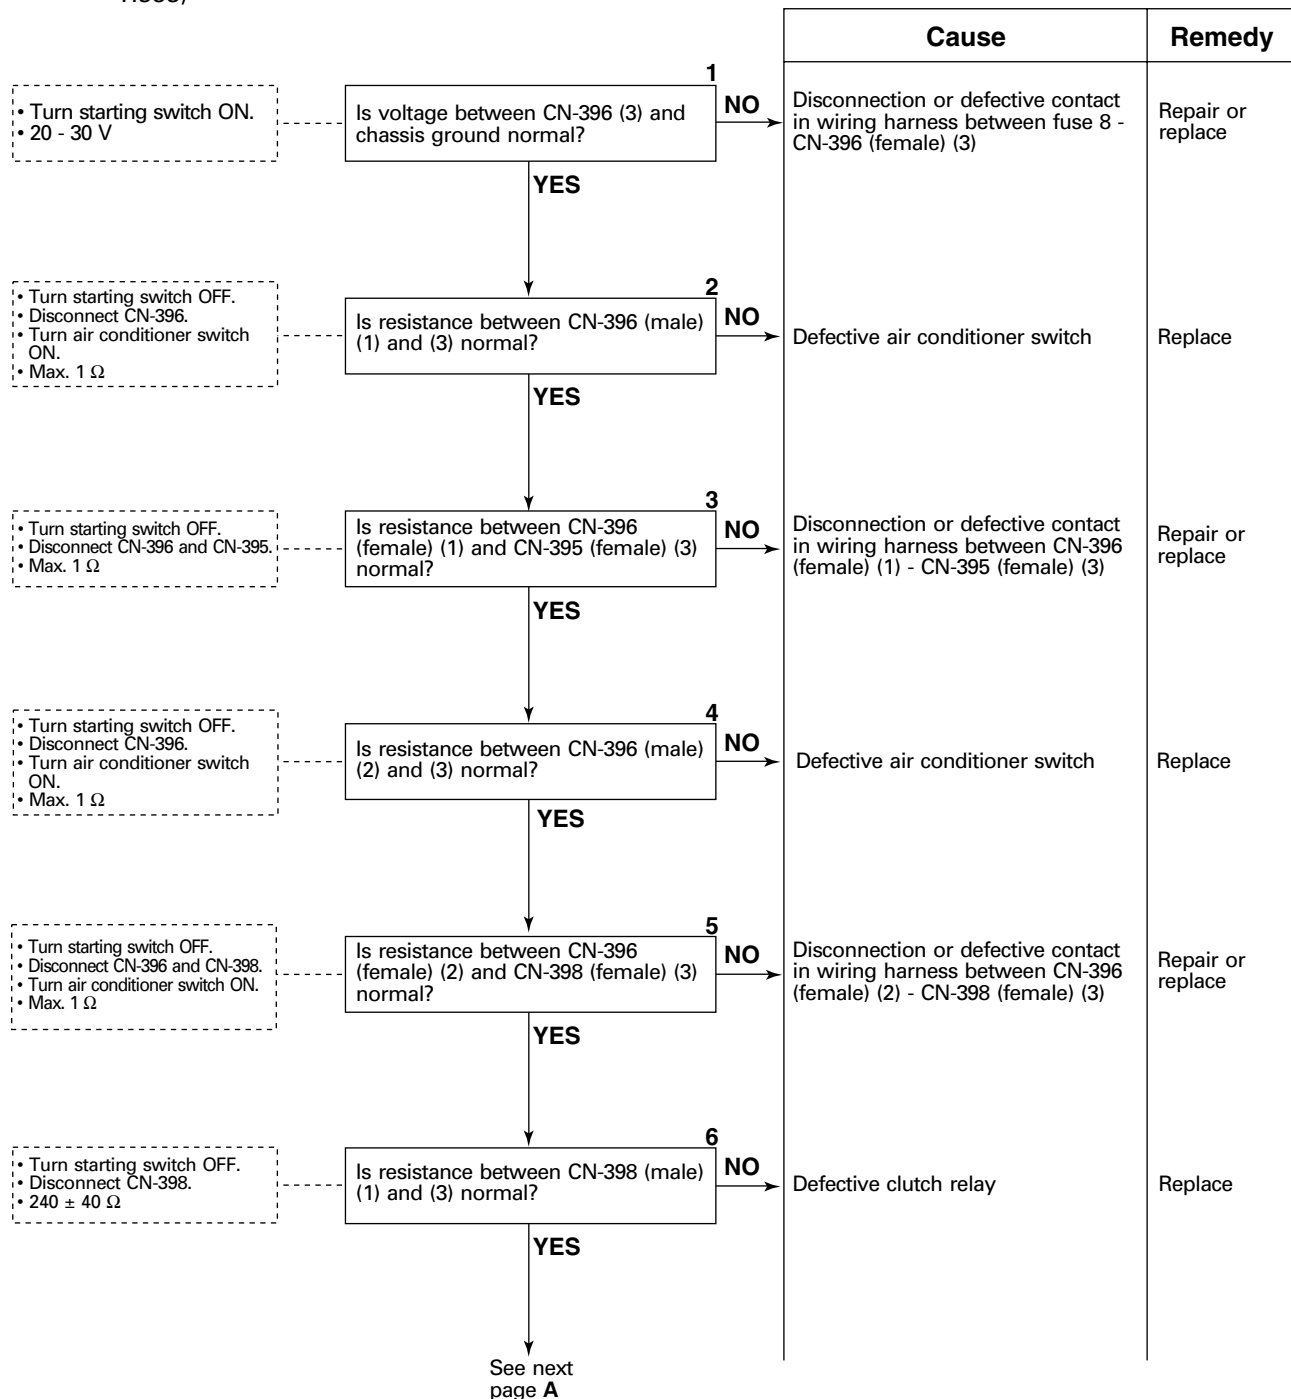 Cause
Remedy
1
• Turn starting switch ON.
• 20 - 30 V
Is voltage between CN-396 (3) and
chassis ground normal?
NO
Disconnection or defective contact
in wiring harness between fuse 8 -
CN-396 (female) (3)
Repair or
replace
YES
2
• Turn starting switch OFF.
• Disconnect CN-396.
• Turn air conditioner switch
ON.
• Max. 1 Ω
Is resistance between CN-396 (male)
(1) and (3) normal?
NO
Defective air conditioner switch
Replace
YES
3
• Turn starting switch OFF.
• Disconnect CN-396 and CN-395.
• Max. 1 Ω
Is resistance between CN-396
(female) (1) and CN-395 (female) (3)
normal?
NO
Disconnection or defective contact
in wiring harness between CN-396
(female) (1) - CN-395 (female) (3)
Repair or
replace
YES
4
• Turn starting switch OFF.
• Disconnect CN-396.
• Turn air conditioner switch
ON.
• Max. 1 Ω
Is resistance between CN-396 (male)
(2) and (3) normal?
NO
Defective air conditioner switch
Replace
YES
5
• Turn starting switch OFF.
• Disconnect CN-396 and CN-398.
• Turn air conditioner switch ON.
• Max. 1 Ω
Is resistance between CN-396
(female) (2) and CN-398 (female) (3)
normal?
NO
Disconnection or defective contact
in wiring harness between CN-396
(female) (2) - CN-398 (female) (3)
Repair or
replace
YES
6
• Turn starting switch OFF.
• Disconnect CN-398.
• 240 ± 40 Ω
Is resistance between CN-398 (male)
(1) and (3) normal?
NO
Defective clutch relay
Replace
YES
See next
page A